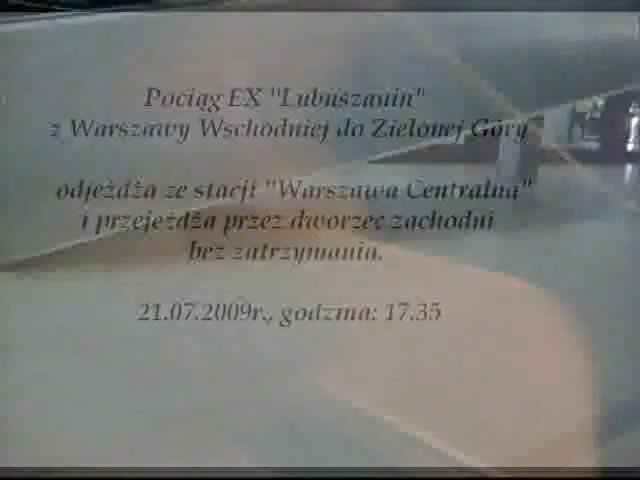 Pociąg EX "Lubuszanin"
z Warszawy Wschodniej do Zielonej Góry
odjeżdża ze stacji "Warszawa Centralna"
i przejeżdża przez dworzec zachodni
bez zatrzymania.
21.07.2009r., godzina: 17.35